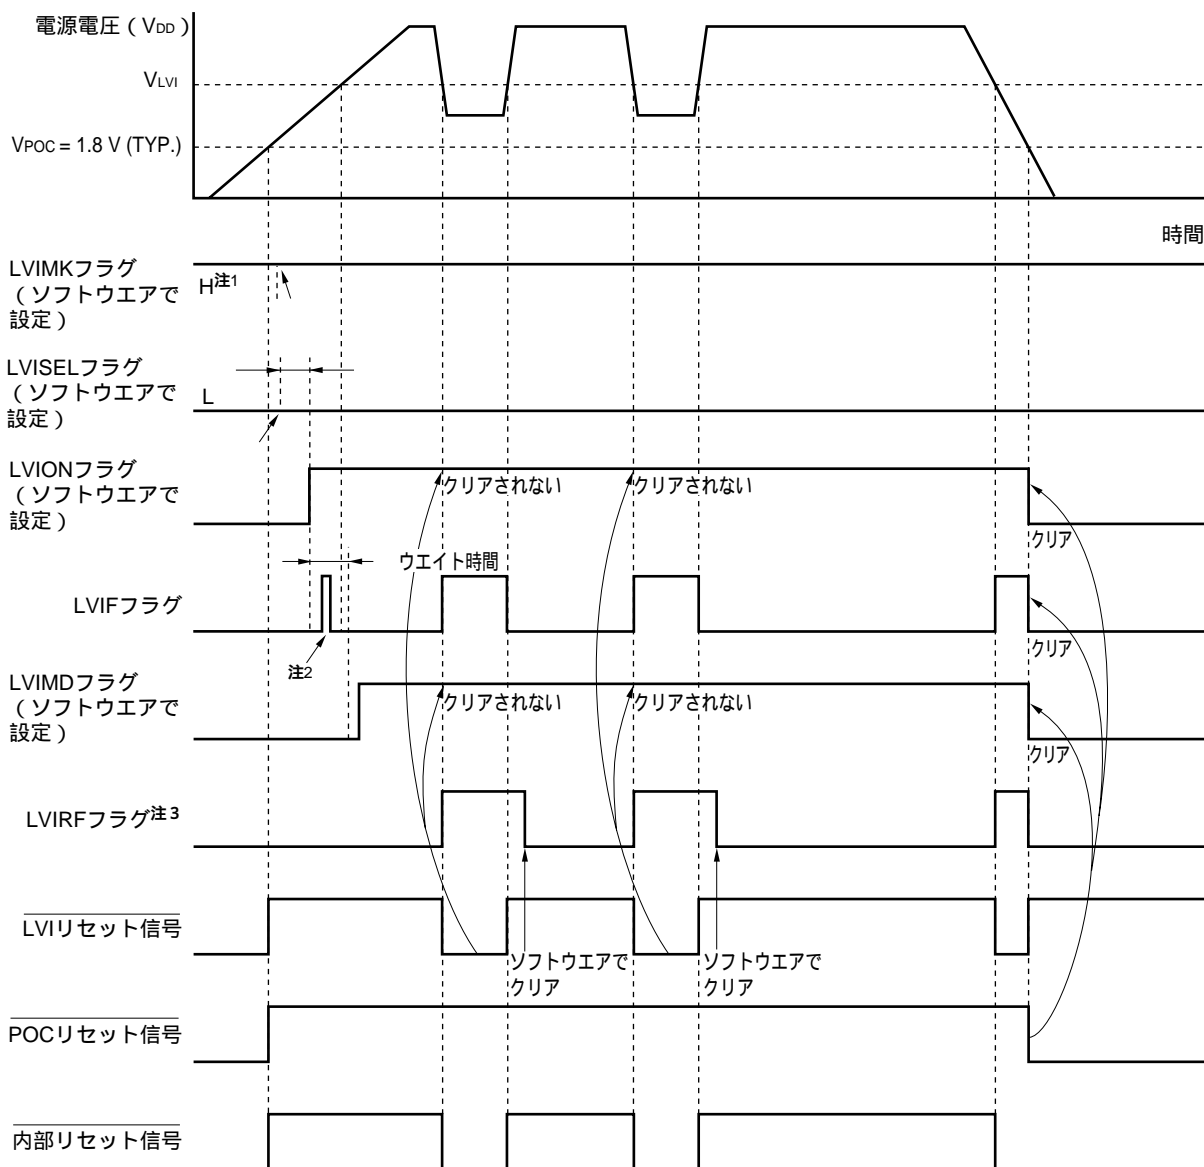 電源電圧（VDD）
VLVI
VPOC = 1.8 V (TYP.)
時間
LVIMKフラグ
（ソフトウエアで
設定）
H注1
LVISELフラグ
（ソフトウエアで
設定）
L
LVIONフラグ
（ソフトウエアで
設定）
クリアされない
クリアされない
クリア
ウエイト時間
LVIFフラグ
注2
クリア
LVIMDフラグ
（ソフトウエアで
設定）
クリアされない
クリアされない
クリア
LVIRFフラグ注3
LVIリセット信号
ソフトウエアで
クリア
ソフトウエアで
クリア
POCリセット信号
内部リセット信号